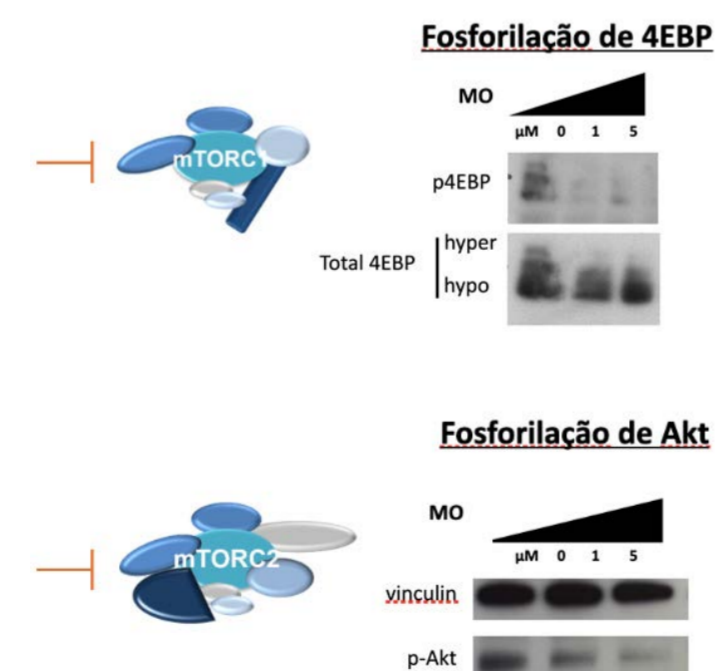 Fosforilação de 4EBP
MO
µM 0 1 5
mTORC1
p4EBP
hyper
Total 4EBP
hypo
Fosforilação de Akt
MO
µM 0 1 5
mTORC2
vinculin
p-Akt